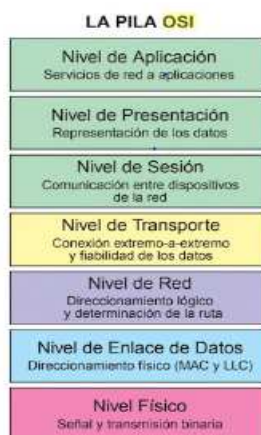 LA PILA OSI
Nivel de Aplicación
Servicios de red a aplicaciones
Nivel de Presentación
Representación de los datos
Nivel de Sesión
Comunicación entre dispositivos
de la red
Nivel de Transporte
Conexión extremo-a-extremo
y fiabilidad de los datos
Nivel de Red
Direccionamiento lógico
y determinación de la ruta
Nivel de Enlace de Datos
Direccionamiento físico (MAC y LLC)
Nivel Físico
Señal y transmisión binaria